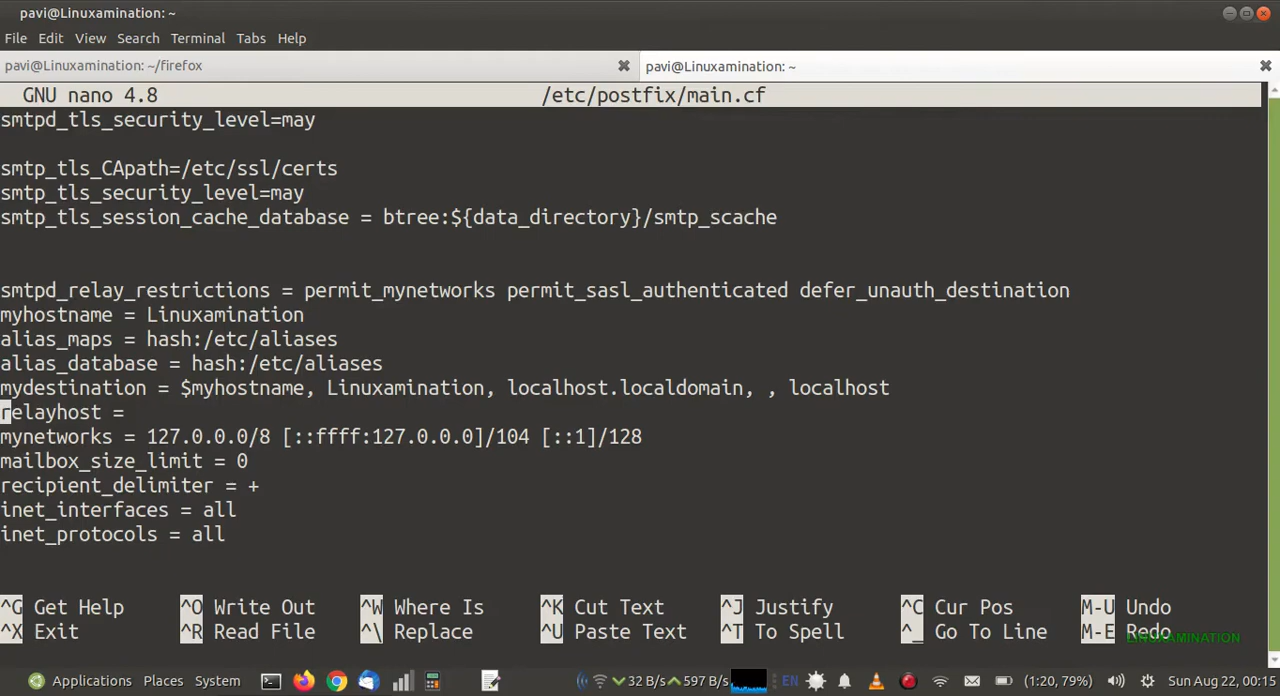 pavi@Linuxamination: ~
File Edit View Search Terminal Tabs Help
pavi@Linuxamination: ~/firefox
pavi@Linuxamination: ~
GNU nano 4.8 /etc/postfix/main.cf
smtpd_tls_security_level=may
smtp_tls_CApath=/etc/ssl/certs
smtp_tls_security_level=may
smtp_tls_session_cache_database = btree:${data_directory}/smtp_scache
smtpd_relay_restrictions = permit_mynetworks permit_sasl_authenticated defer_unauth_destination
myhostname = Linuxamination
alias_maps = hash:/etc/aliases
alias_database = hash:/etc/aliases
mydestination = $myhostname, Linuxamination, localhost.localdomain, , localhost
relayhost =
mynetworks = 127.0.0.0/8 [::ffff:127.0.0.0]/104 [::1]/128
mailbox_size_limit = 0
recipient_delimiter = +
inet_interfaces = all
inet_protocols = all
^G Get Help ^O Write Out ^W Where Is ^K Cut Text ^J Justify ^C Cur Pos M-U Undo
^X Exit ^R Read File ^\ Replace ^U Paste Text ^T To Spell ^_ Go To Line M-E Redo
LINUXAMINATION
Applications Places System 32 B/s 597 B/s EN (1:20, 79%) Sun Aug 22, 00:15